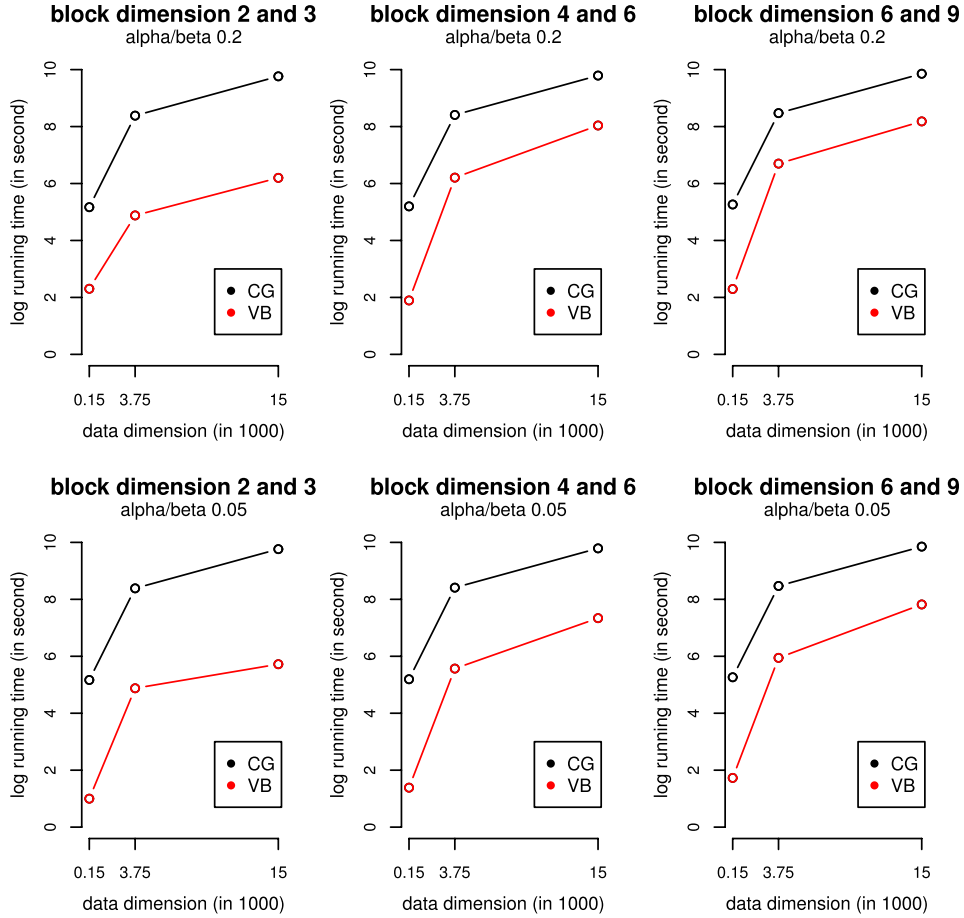 block dimension 2 and 3
alpha/beta 0.2
log running time (in second)
10
8
6
4
2
0
CG
VB
0.15 3.75 15
data dimension (in 1000)
block dimension 4 and 6
alpha/beta 0.2
log running time (in second)
10
8
6
4
2
0
CG
VB
0.15 3.75 15
data dimension (in 1000)
block dimension 6 and 9
alpha/beta 0.2
log running time (in second)
10
8
6
4
2
0
CG
VB
0.15 3.75 15
data dimension (in 1000)
block dimension 2 and 3
alpha/beta 0.05
log running time (in second)
10
8
6
4
2
0
CG
VB
0.15 3.75 15
data dimension (in 1000)
block dimension 4 and 6
alpha/beta 0.05
log running time (in second)
10
8
6
4
2
0
CG
VB
0.15 3.75 15
data dimension (in 1000)
block dimension 6 and 9
alpha/beta 0.05
log running time (in second)
10
8
6
4
2
0
CG
VB
0.15 3.75 15
data dimension (in 1000)